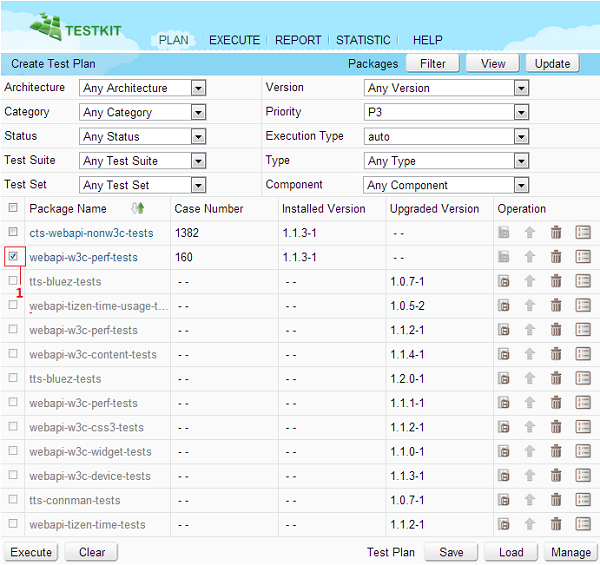 TESTKIT
PLAN EXECUTE REPORT STATISTIC HELP
Create Test Plan Packages Filter View Update
Architecture Any Architecture Version Any Version
Category Any Category Priority P3
Status Any Status Execution Type auto
Test Suite Any Test Suite Type Any Type
Test Set Any Test Set Component Any Component
Package Name Case Number Installed Version Upgraded Version Operation
cts-webapi-nonw3c-tests 1382 1.1.3-1 - -
webapi-w3c-perf-tests 160 1.1.3-1 - -
1
tts-bluez-tests - - - - 1.0.7-1
webapi-tizen-time-usage-t... - - - - 1.0.5-2
webapi-w3c-perf-tests - - - - 1.1.2-1
webapi-w3c-content-tests - - - - 1.1.4-1
tts-bluez-tests - - - - 1.2.0-1
webapi-w3c-perf-tests - - - - 1.1.1-1
webapi-w3c-css3-tests - - - - 1.1.2-1
webapi-w3c-widget-tests - - - - 1.1.0-1
webapi-w3c-device-tests - - - - 1.1.3-1
tts-connman-tests - - - - 1.0.7-1
webapi-tizen-time-tests - - - - 1.1.2-1
Execute Clear Test Plan Save Load Manage